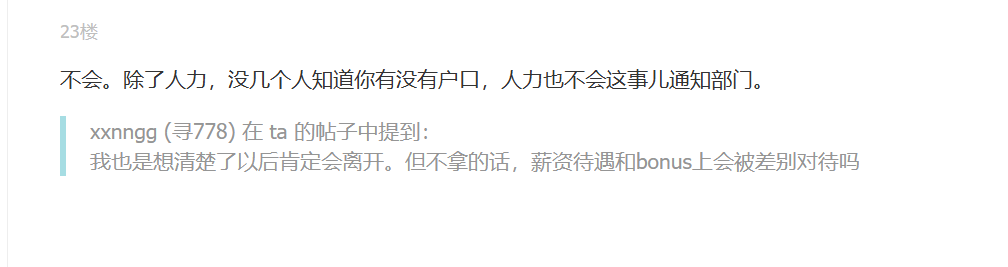 23楼
不会。除了人力，没几个人知道你有没有户口，人力也不会这事儿通知部门。
xxnngg (寻778) 在 ta 的帖子中提到：
我也是想清楚了以后肯定会离开。但不拿的话，薪资待遇和bonus上会被差别对待吗